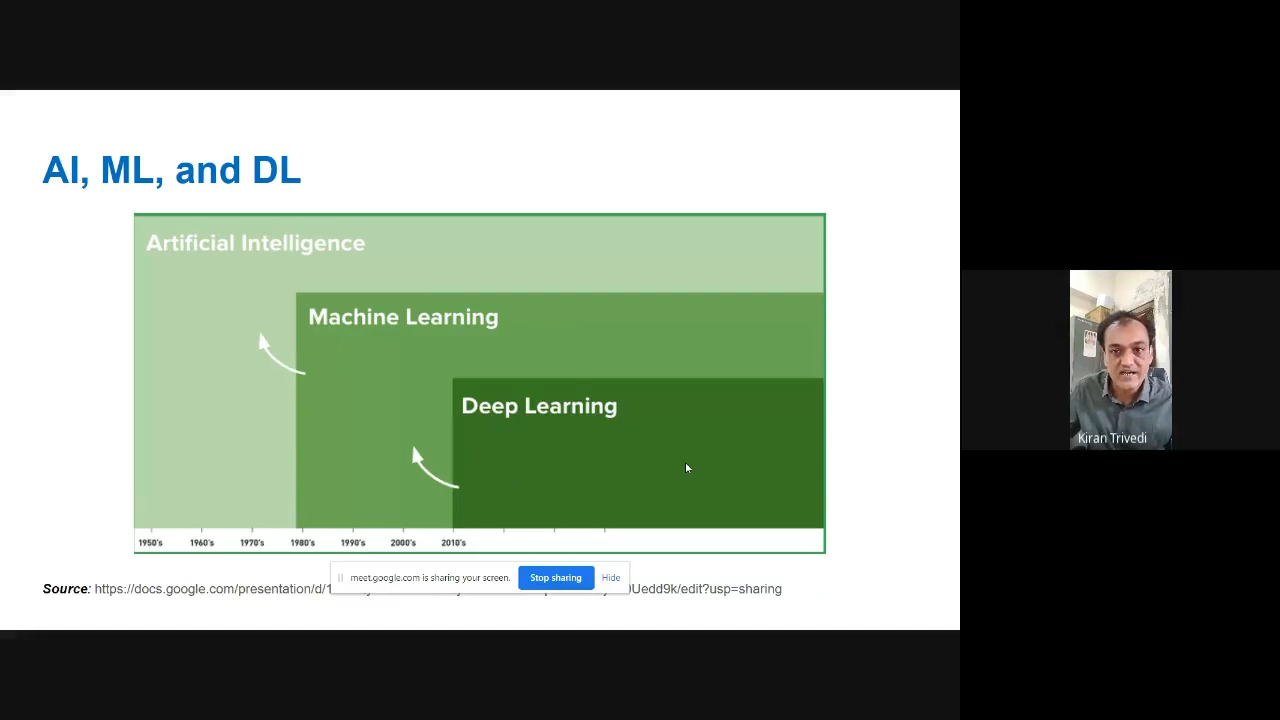 AI, ML, and DL
Artificial Intelligence
Machine Learning
Deep Learning
1950's 1960's 1970's 1980's 1990's 2000's 2010's
meet.google.com is sharing your screen. Stop sharing Hide
Source: https://docs.google.com/presentation/d/1 Uedd9k/edit?usp=sharing
Kiran Trivedi